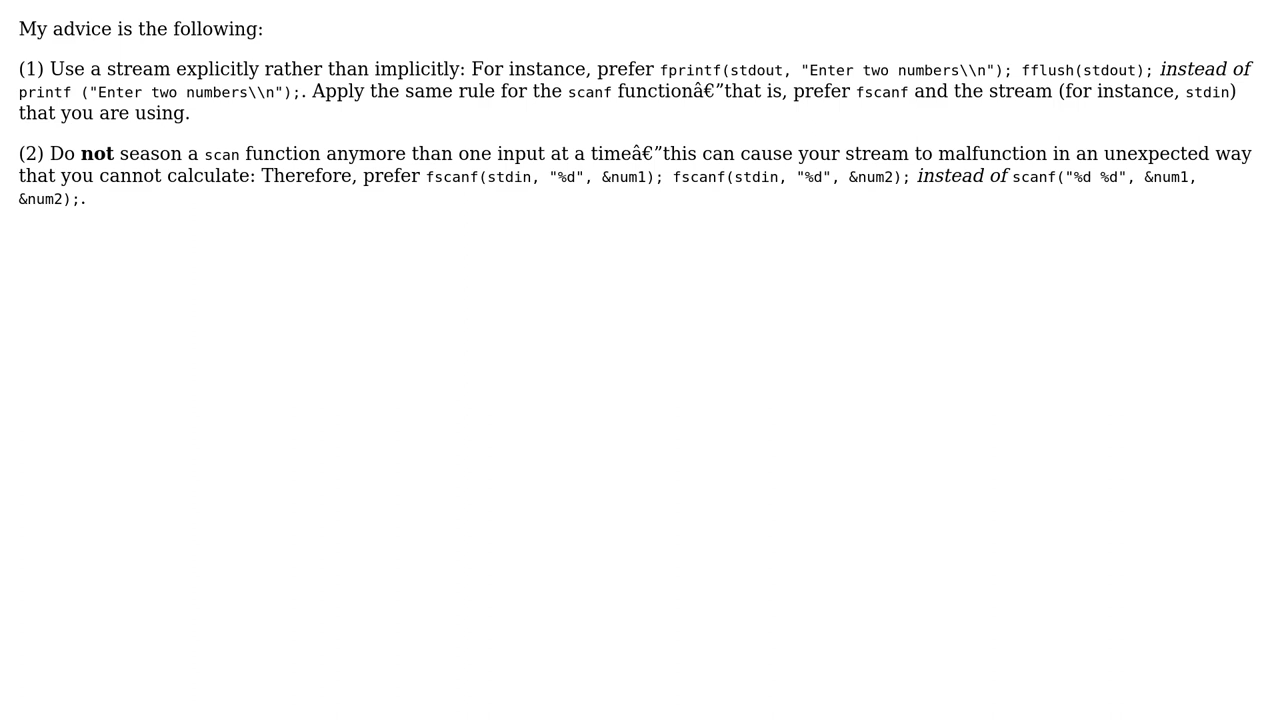 My advice is the following:
(1) Use a stream explicitly rather than implicitly: For instance, prefer fprintf(stdout, "Enter two numbers\\n"); fflush(stdout); instead of
printf ("Enter two numbers\\n");. Apply the same rule for the scanf functionâ€”that is, prefer fscanf and the stream (for instance, stdin)
that you are using.
(2) Do not season a scan function anymore than one input at a timeâ€”this can cause your stream to malfunction in an unexpected way
that you cannot calculate: Therefore, prefer fscanf(stdin, "%d", &num1); fscanf(stdin, "%d", &num2); instead of scanf("%d %d", &num1,
&num2);.